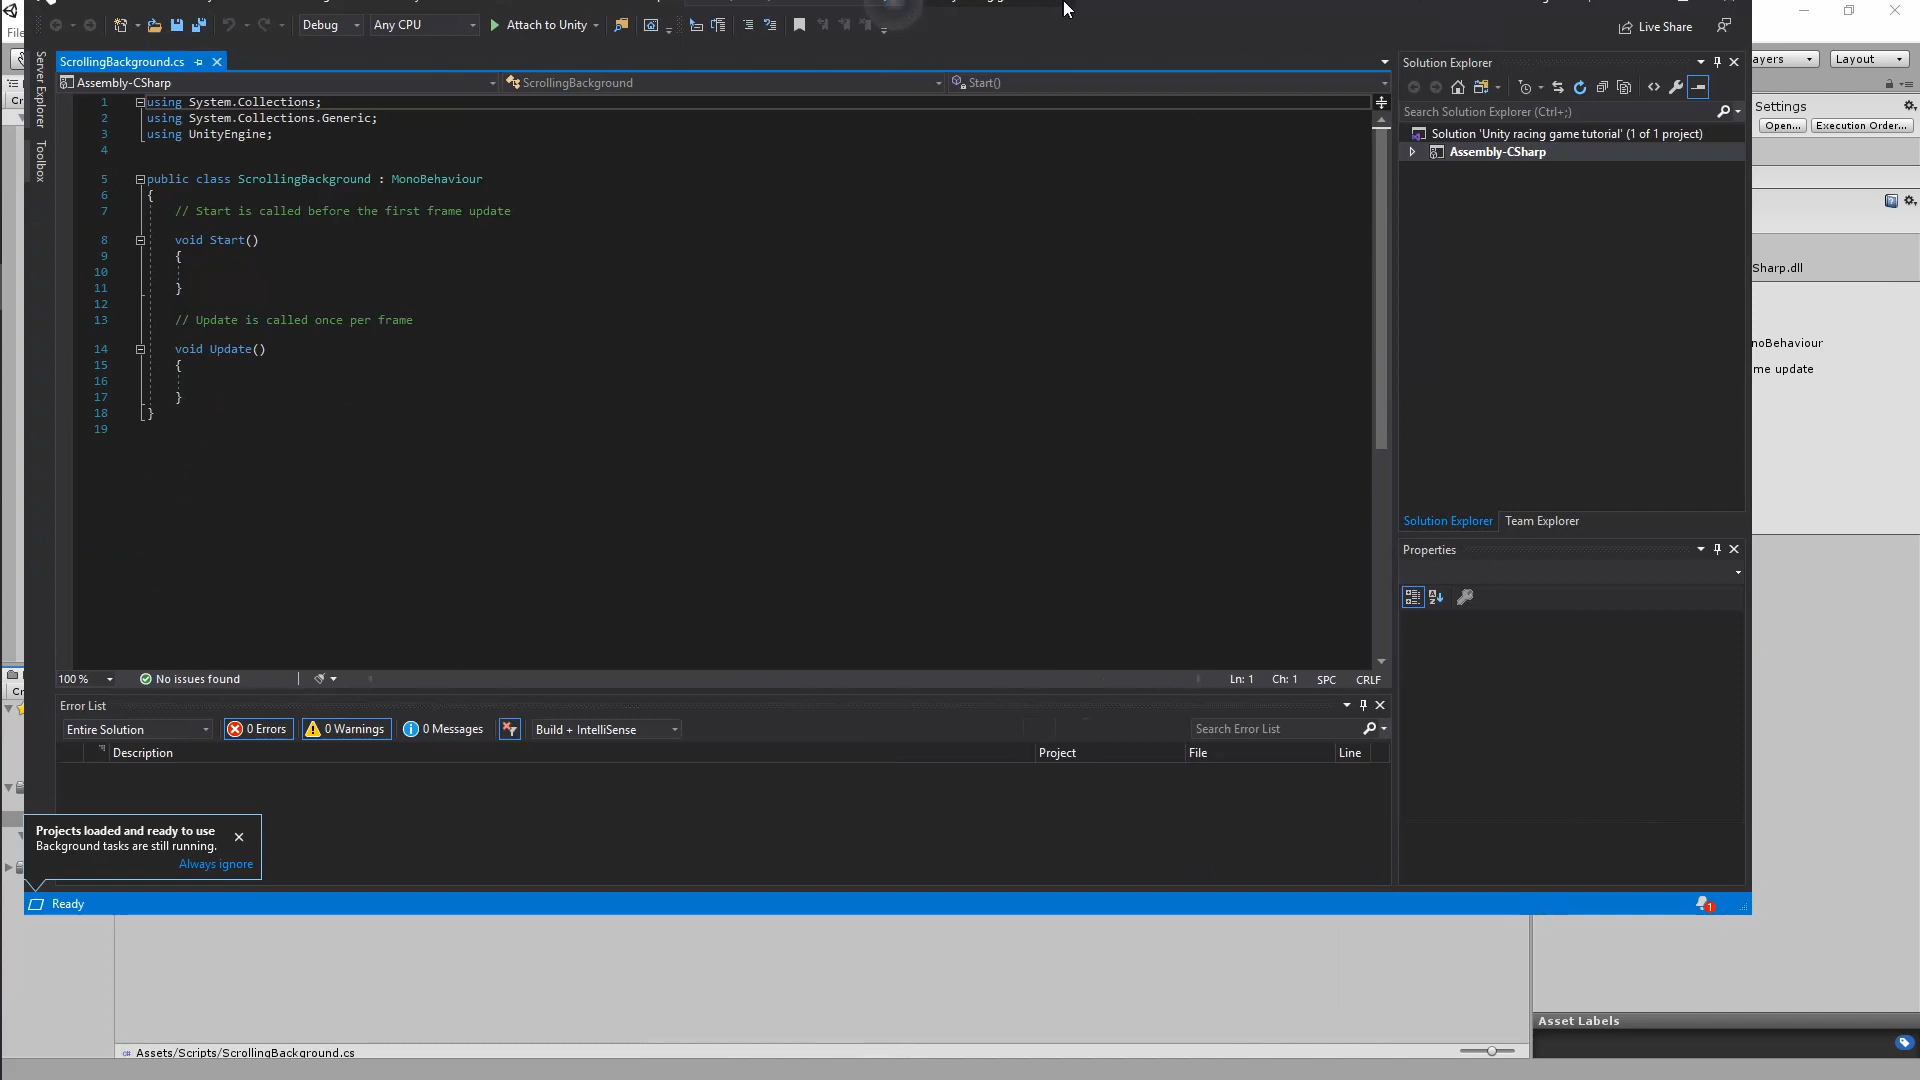 File
Debug
Any CPU
Attach to Unity
Live Share
ayers
Layout
ScrollingBackground.cs
Assembly-CSharp
ScrollingBackground
Start()
Server Explorer
Toolbox
Cr
1 using System.Collections;
2 using System.Collections.Generic;
3 using UnityEngine;
4
5 public class ScrollingBackground : MonoBehaviour
6 {
7 // Start is called before the first frame update
8 void Start()
9 {
10
11 }
12
13 // Update is called once per frame
14 void Update()
15 {
16
17 }
18 }
19
Solution Explorer
Search Solution Explorer (Ctrl+;)
Solution 'Unity racing game tutorial' (1 of 1 project)
Assembly-CSharp
Solution Explorer
Team Explorer
Properties
Settings
Open...
Execution Order...
Sharp.dll
noBehaviour
me update
100 %
No issues found
Ln: 1
Ch: 1
SPC
CRLF
Error List
Entire Solution
0 Errors
0 Warnings
0 Messages
Build + IntelliSense
Search Error List
Description
Project
File
Line
Cr
Projects loaded and ready to use
Background tasks are still running.
Always ignore
Ready
1
Asset Labels
Assets/Scripts/ScrollingBackground.cs